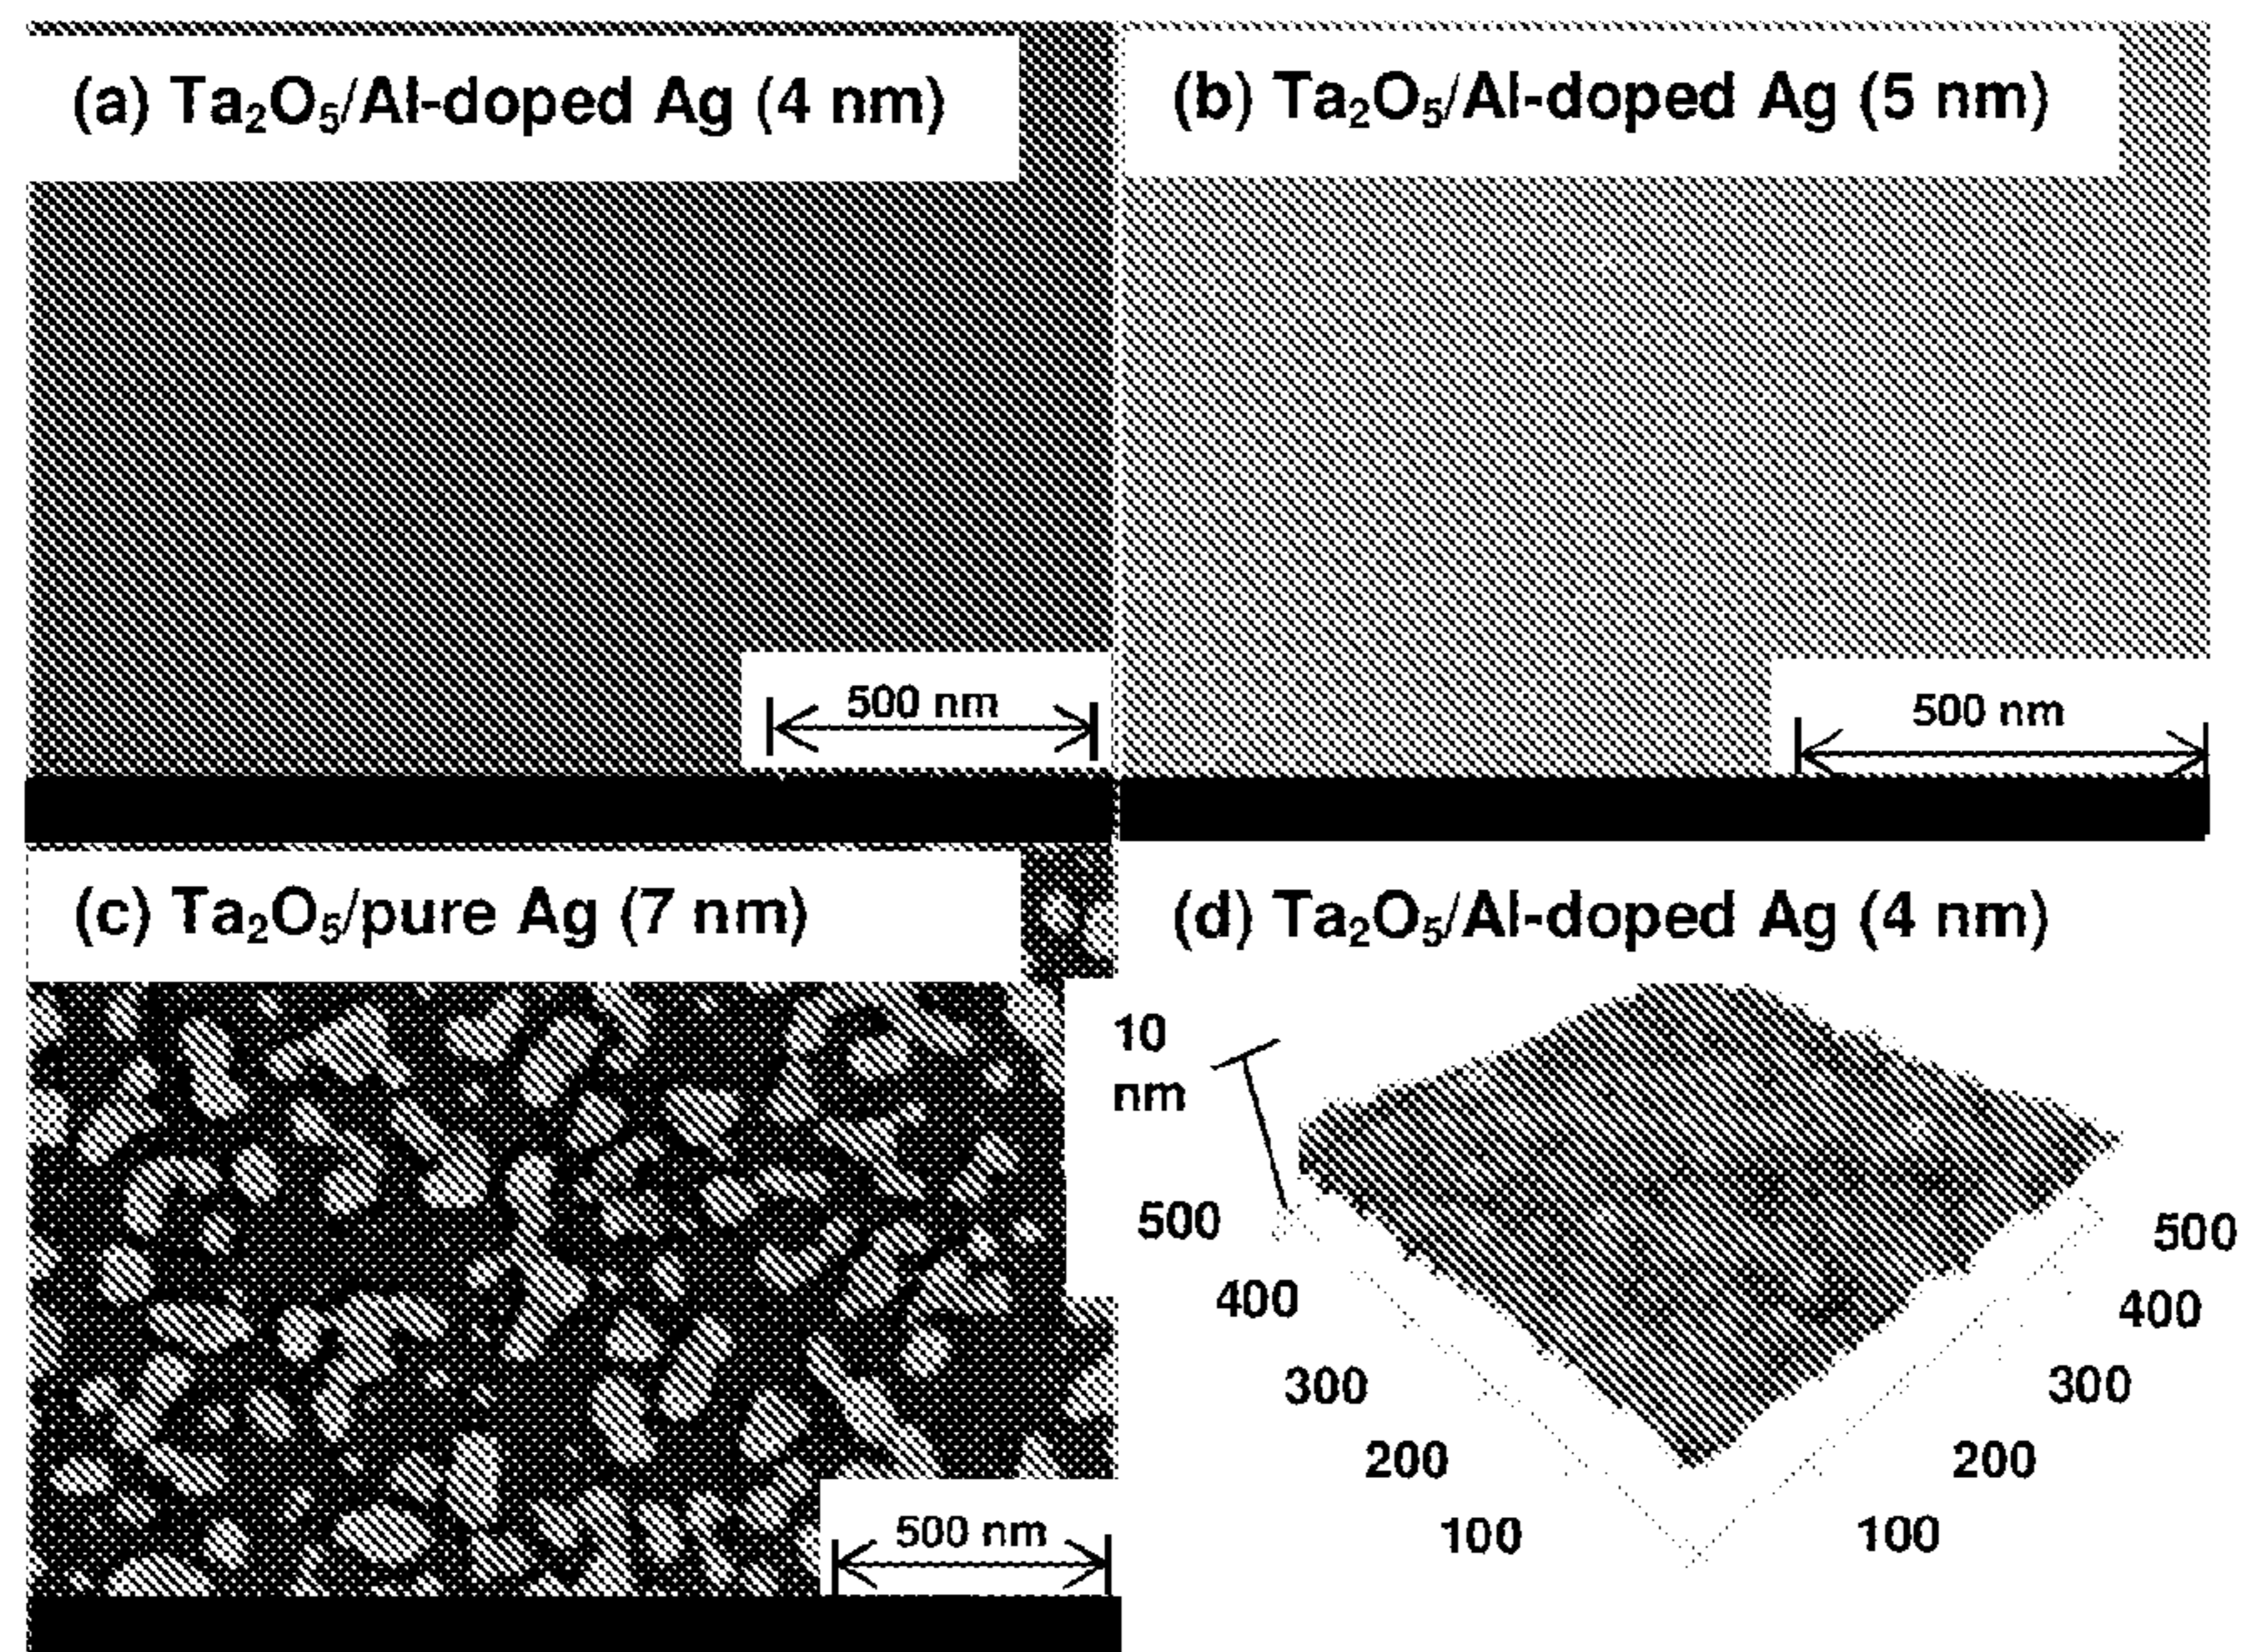 (a) Ta₂O₅/Al-doped Ag (4 nm)
500 nm
(b) Ta₂O₅/Al-doped Ag (5 nm)
500 nm
(c) Ta₂O₅/pure Ag (7 nm)
500 nm
(d) Ta₂O₅/Al-doped Ag (4 nm)
10
nm
500
400
300
200
100
500
400
300
200
100